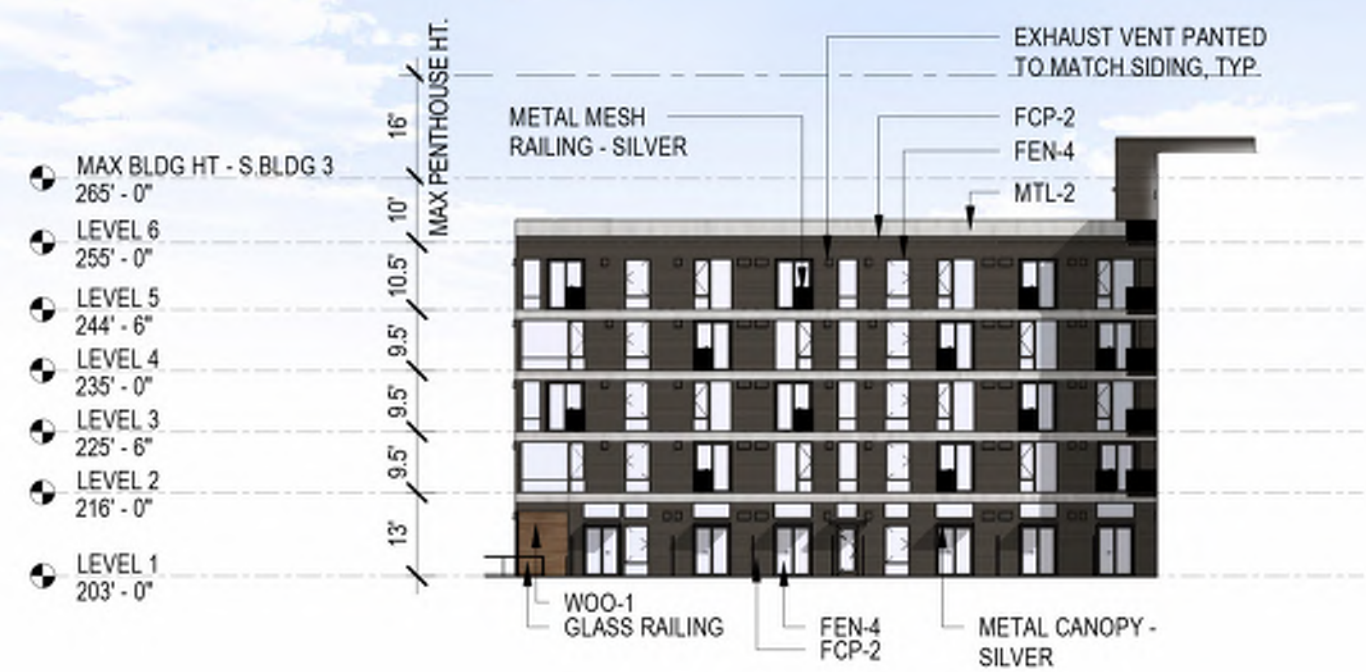 EXHAUST VENT PANTED
TO MATCH SIDING, TYP.
METAL MESH
RAILING - SILVER
FCP-2
FEN-4
MTL-2
MAX PENTHOUSE HT.
16"
10"
10.5'
9.5'
9.5'
9.5'
13'
MAX BLDG HT - S.BLDG 3
265' - 0"
LEVEL 6
255' - 0"
LEVEL 5
244' - 6"
LEVEL 4
235' - 0"
LEVEL 3
225' - 6"
LEVEL 2
216' - 0"
LEVEL 1
203' - 0"
WOO-1
GLASS RAILING
FEN-4
FCP-2
METAL CANOPY -
SILVER